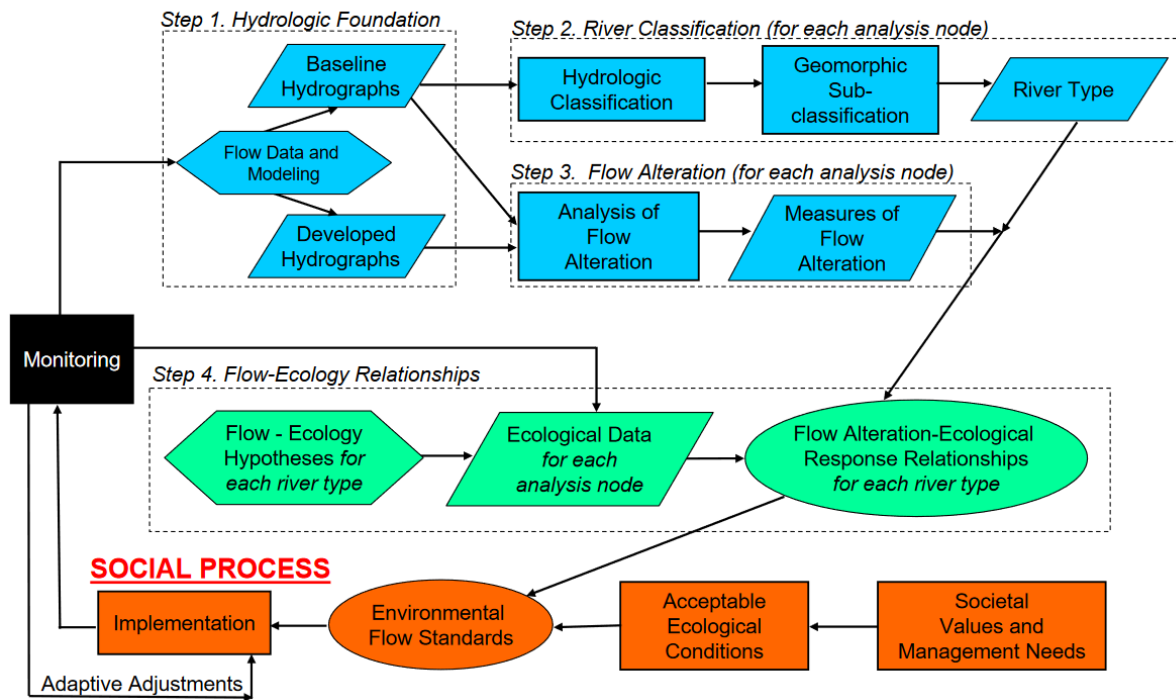 Step 1. Hydrologic Foundation
Baseline
Hydrographs
Flow Data and
Modeling
Developed
Hydrographs
Step 2. River Classification (for each analysis node)
Hydrologic
Classification
Geomorphic
Sub-
classification
River Type
Step 3.  Flow Alteration (for each analysis node)
Analysis of
Flow
Alteration
Measures of
Flow
Alteration
Monitoring
Step 4. Flow-Ecology Relationships
Flow - Ecology
Hypotheses for
each river type
Ecological Data
for each
analysis node
Flow Alteration-Ecological
Response Relationships
for each river type
SOCIAL PROCESS
Implementation
Environmental
Flow Standards
Acceptable
Ecological
Conditions
Societal
Values and
Management Needs
Adaptive Adjustments